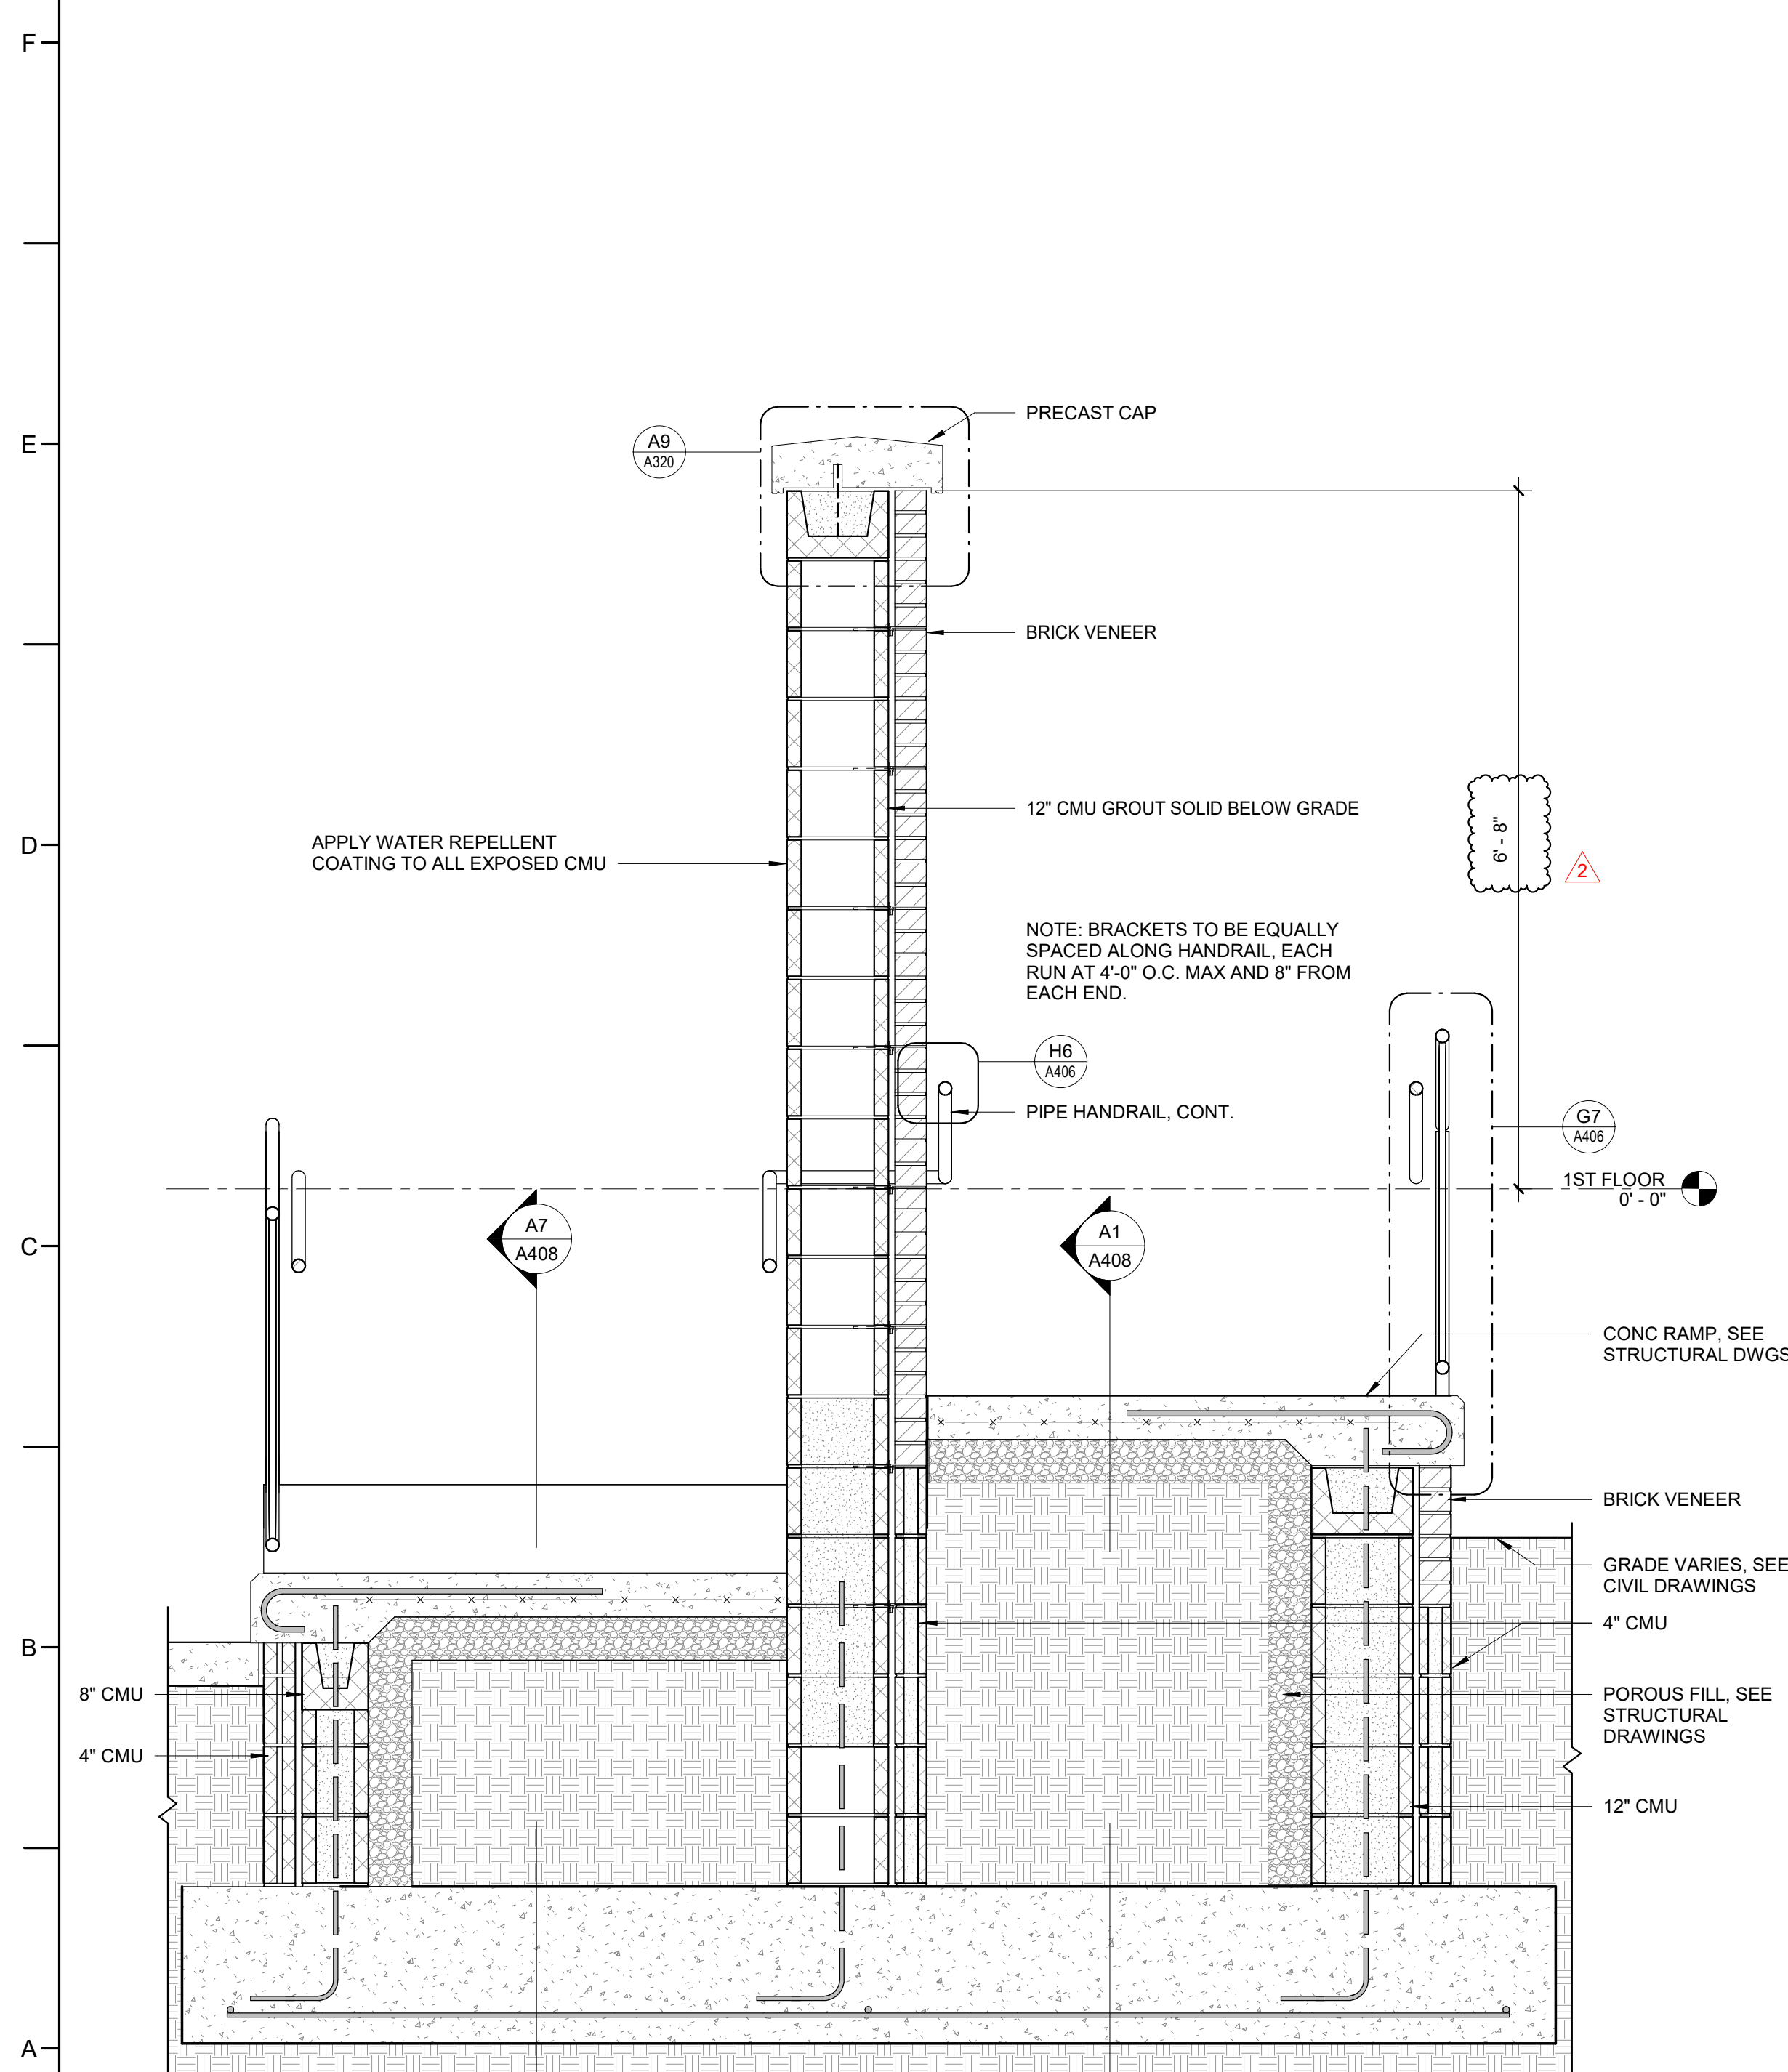 F
E
D
C
B
A
PRECAST CAP
A9
A320
BRICK VENEER
12" CMU GROUT SOLID BELOW GRADE
APPLY WATER REPELLENT
COATING TO ALL EXPOSED CMU
6' - 8"
2
NOTE: BRACKETS TO BE EQUALLY
SPACED ALONG HANDRAIL, EACH
RUN AT 4'-0" O.C. MAX AND 8" FROM
EACH END.
H6
A406
PIPE HANDRAIL, CONT.
G7
A406
1ST FLOOR
0' - 0"
A7
A408
A1
A408
CONC RAMP, SEE
STRUCTURAL DWGS
BRICK VENEER
GRADE VARIES, SEE
CIVIL DRAWINGS
4" CMU
8" CMU
POROUS FILL, SEE
STRUCTURAL
DRAWINGS
4" CMU
12" CMU